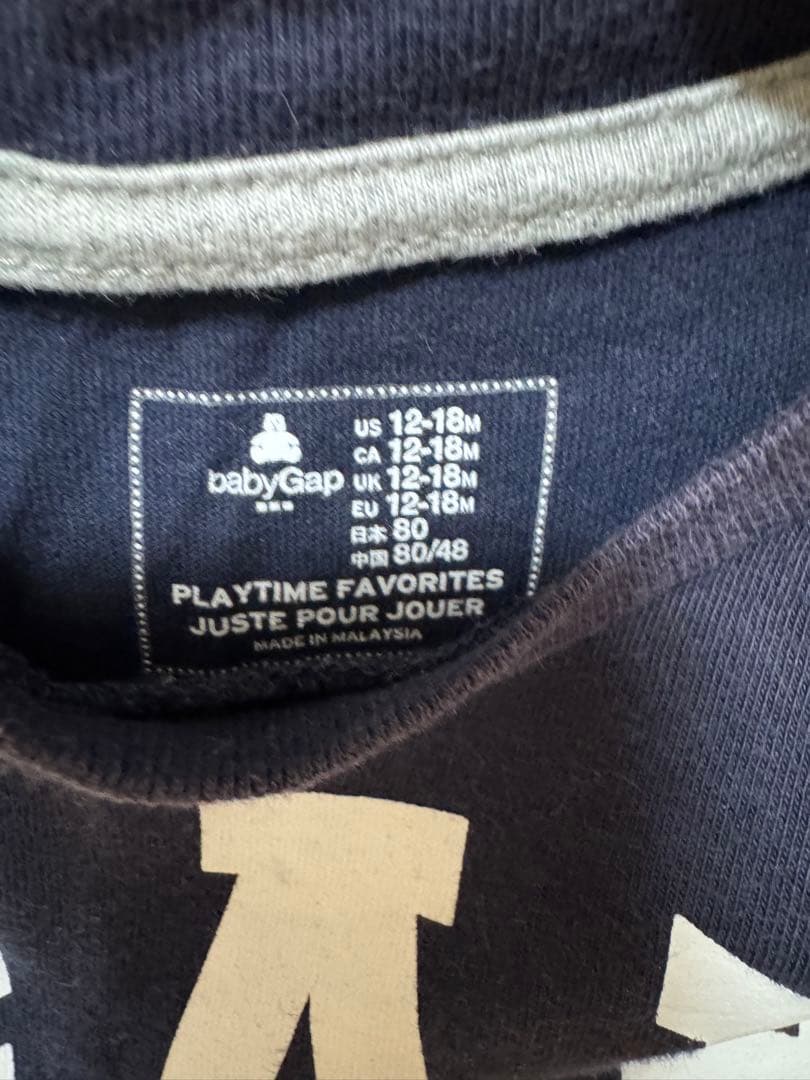 babyGap
US 12-18M
CA 12-18M
UK 12-18M
EU 12-18M
日本 80
中国 80/48
PLAYTIME FAVORITES
JUSTE POUR JOUER
MADE IN MALAYSIA